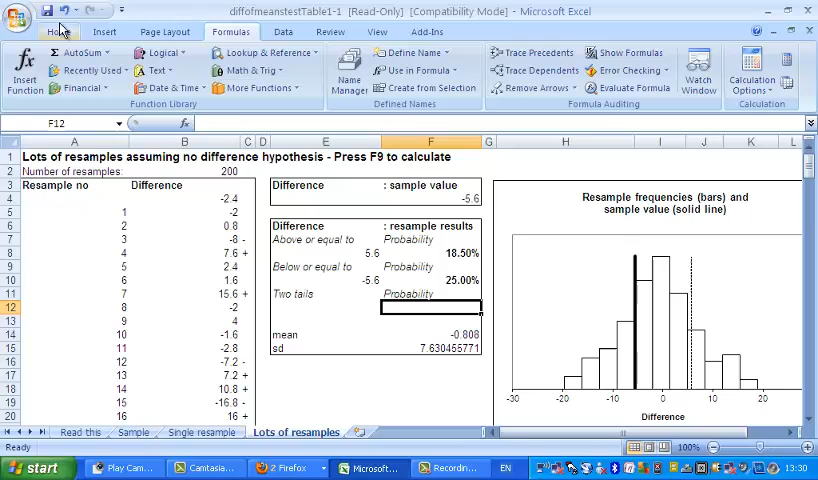 diffofmeanstestTable1-1 [Read-Only] [Compatibility Mode] - Microsoft Excel
Home Insert Page Layout Formulas Data Review View Add-Ins
fx Insert Function
AutoSum
Recently Used
Financial
Logical
Text
Date & Time
Lookup & Reference
Math & Trig
More Functions
Function Library
Name Manager
Define Name
Use in Formula
Create from Selection
Defined Names
Trace Precedents
Trace Dependents
Remove Arrows
Show Formulas
Error Checking
Evaluate Formula
Formula Auditing
Watch Window
Calculation Options
Calculation
F12 fx
A B C D E F G H I J K L
1 Lots of resamples assuming no difference hypothesis - Press F9 to calculate
2 Number of resamples: 200
3 Resample no Difference Difference : sample value
4 -2.4 -5.6
5 1 -2
6 2 0.8 Difference : resample results
7 3 -8 - Above or equal to Probability
8 4 7.6 + 5.6 18.50%
9 5 2.4 Below or equal to Probability
10 6 1.6 -5.6 25.00%
11 7 15.6 + Two tails Probability
12 8 -2
13 9 4
14 10 -1.6 mean -0.808
15 11 -2.8 sd 7.630455771
16 12 -7.2 -
17 13 7.2 +
18 14 10.8 +
19 15 -16.8 -
20 16 16 +
Resample frequencies (bars) and
sample value (solid line)
-30 -20 -10 0 10 20
Difference
Read this Sample Single resample Lots of resamples
Ready 100%
start Play Cam... Camtasia... 2 Firefox Microsoft... Recordin... EN 13:30